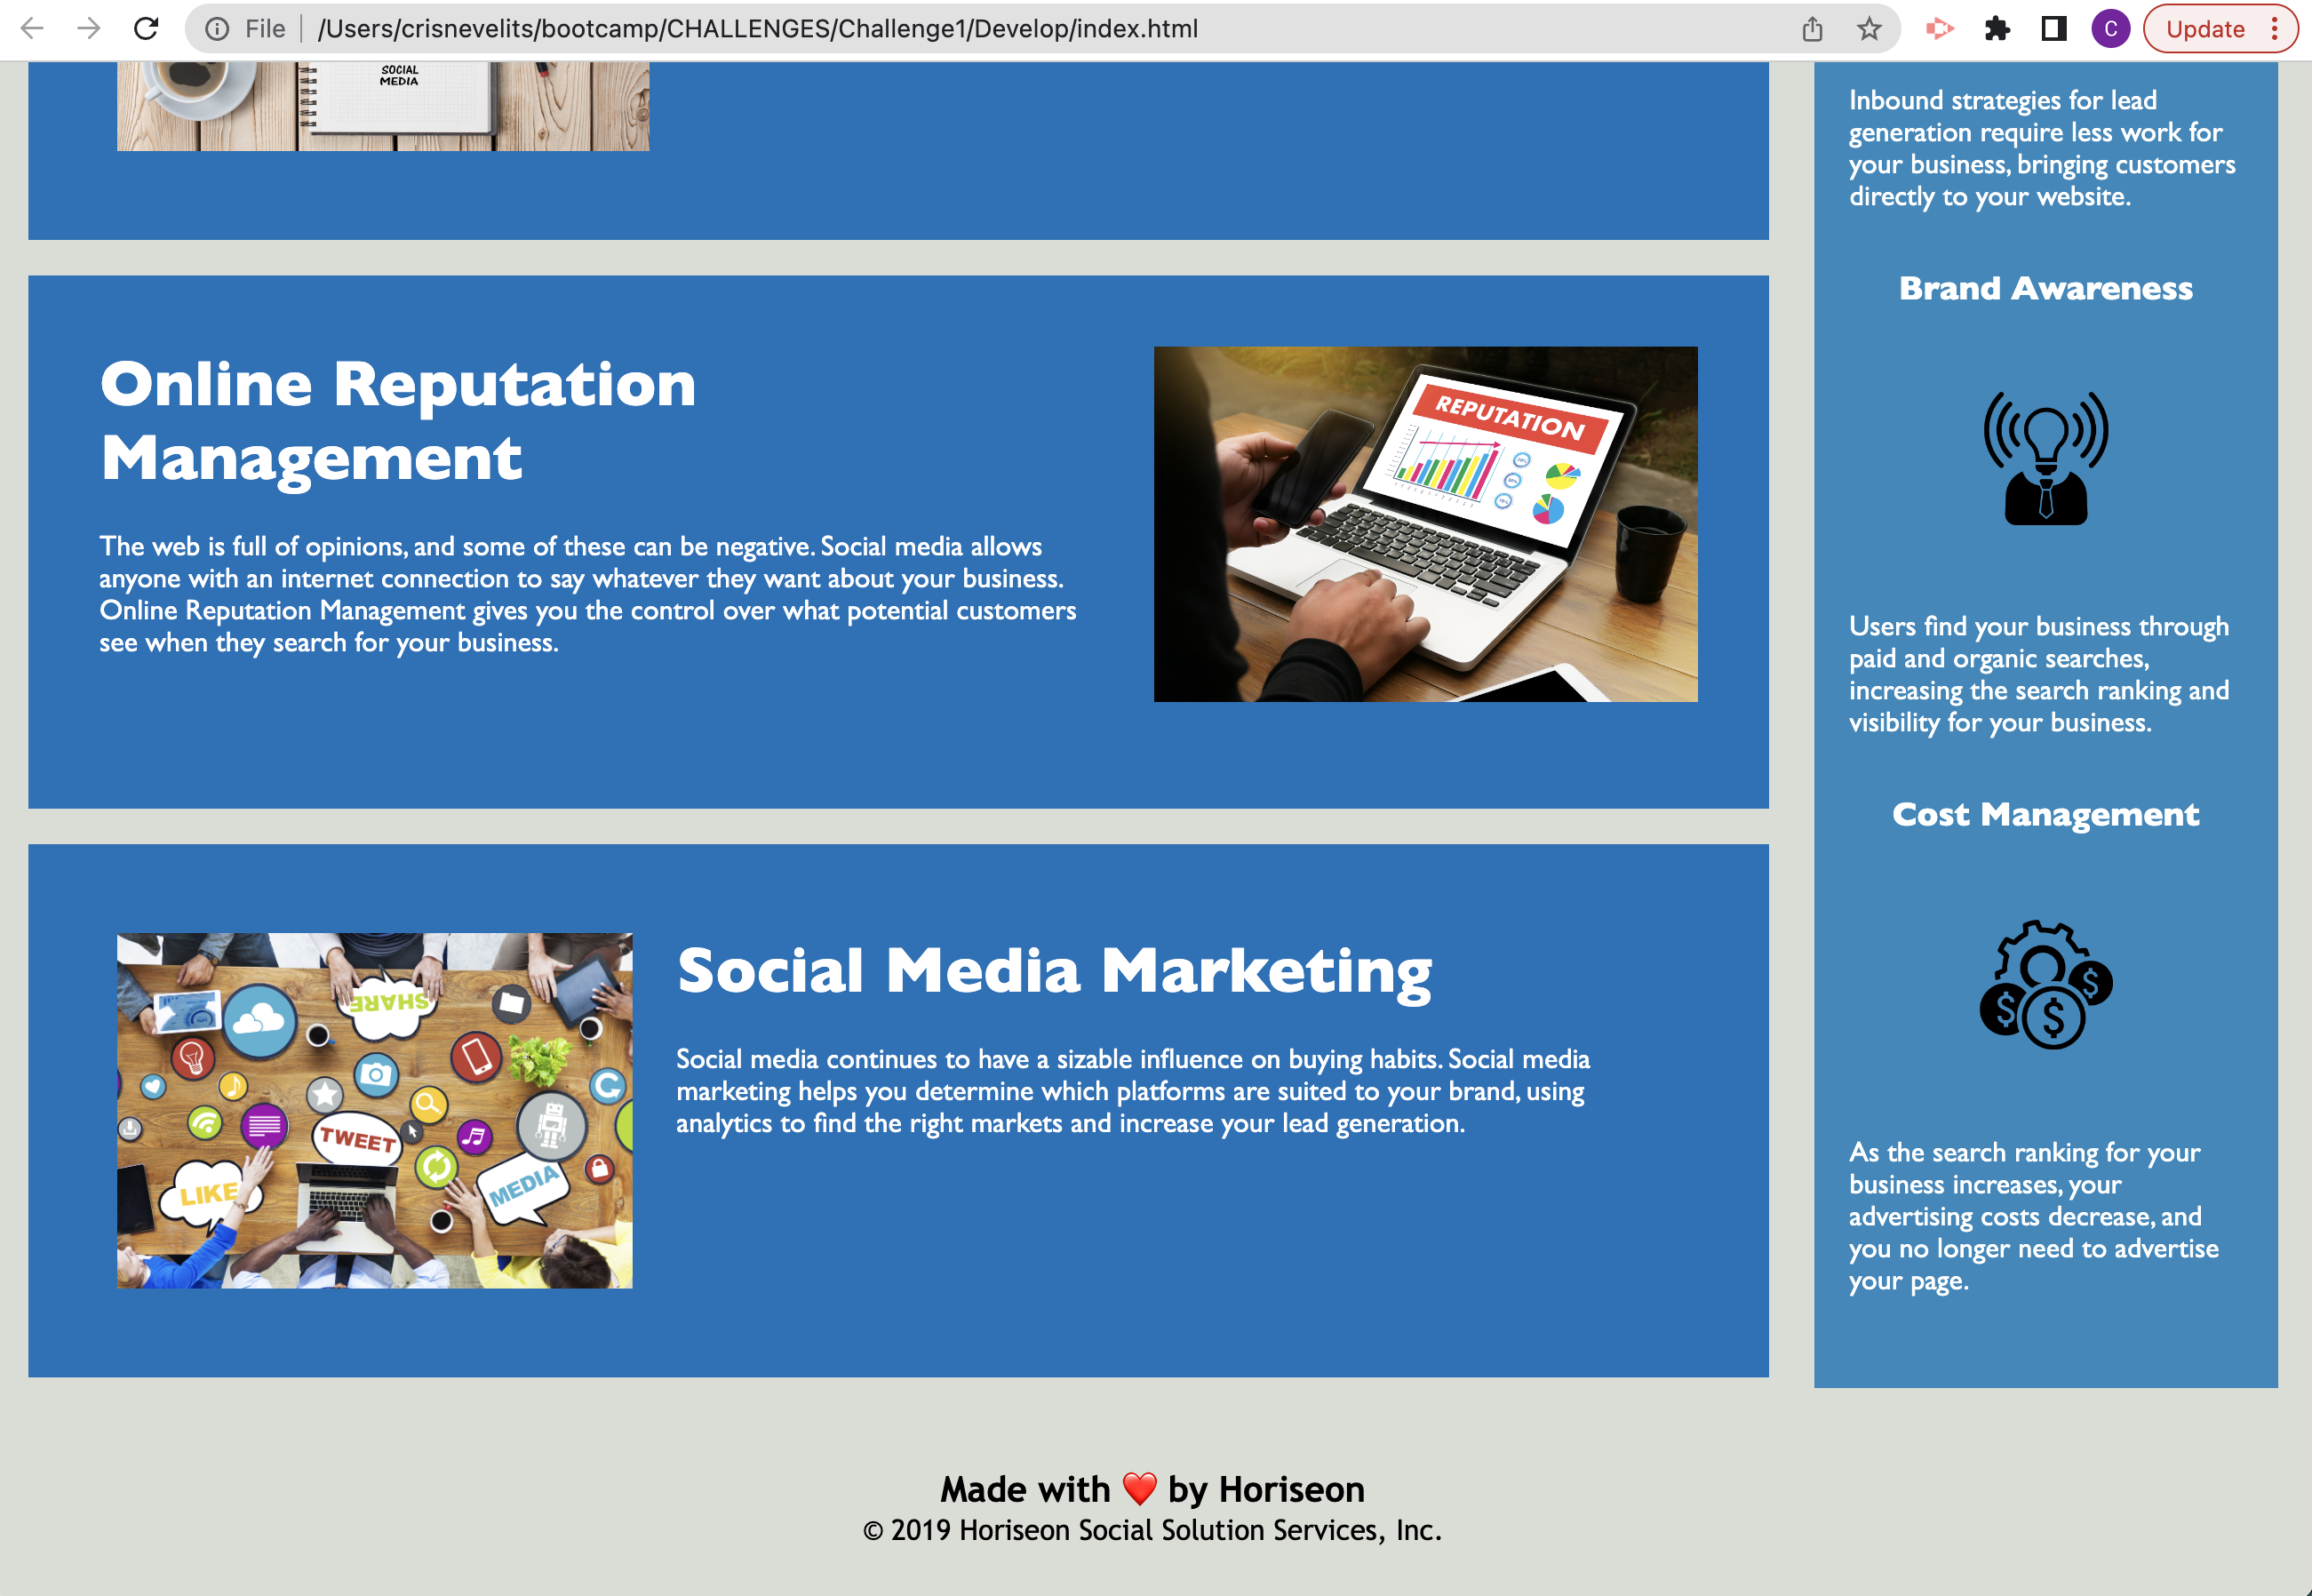 File
/Users/crisnevelits/bootcamp/CHALLENGES/Challenge1/Develop/index.html
C
Update
SOCIAL
MEDIA
Online Reputation
Management
The web is full of opinions, and some of these can be negative. Social media allows
anyone with an internet connection to say whatever they want about your business.
Online Reputation Management gives you the control over what potential customers
see when they search for your business.
REPUTATION
SHARE
TWEET
LIKE
MEDIA
Social Media Marketing
Social media continues to have a sizable influence on buying habits. Social media
marketing helps you determine which platforms are suited to your brand, using
analytics to find the right markets and increase your lead generation.
Inbound strategies for lead
generation require less work for
your business, bringing customers
directly to your website.
Brand Awareness
Users find your business through
paid and organic searches,
increasing the search ranking and
visibility for your business.
Cost Management
$ $ $
As the search ranking for your
business increases, your
advertising costs decrease, and
you no longer need to advertise
your page.
Made with ❤️ by Horiseon
© 2019 Horiseon Social Solution Services, Inc.